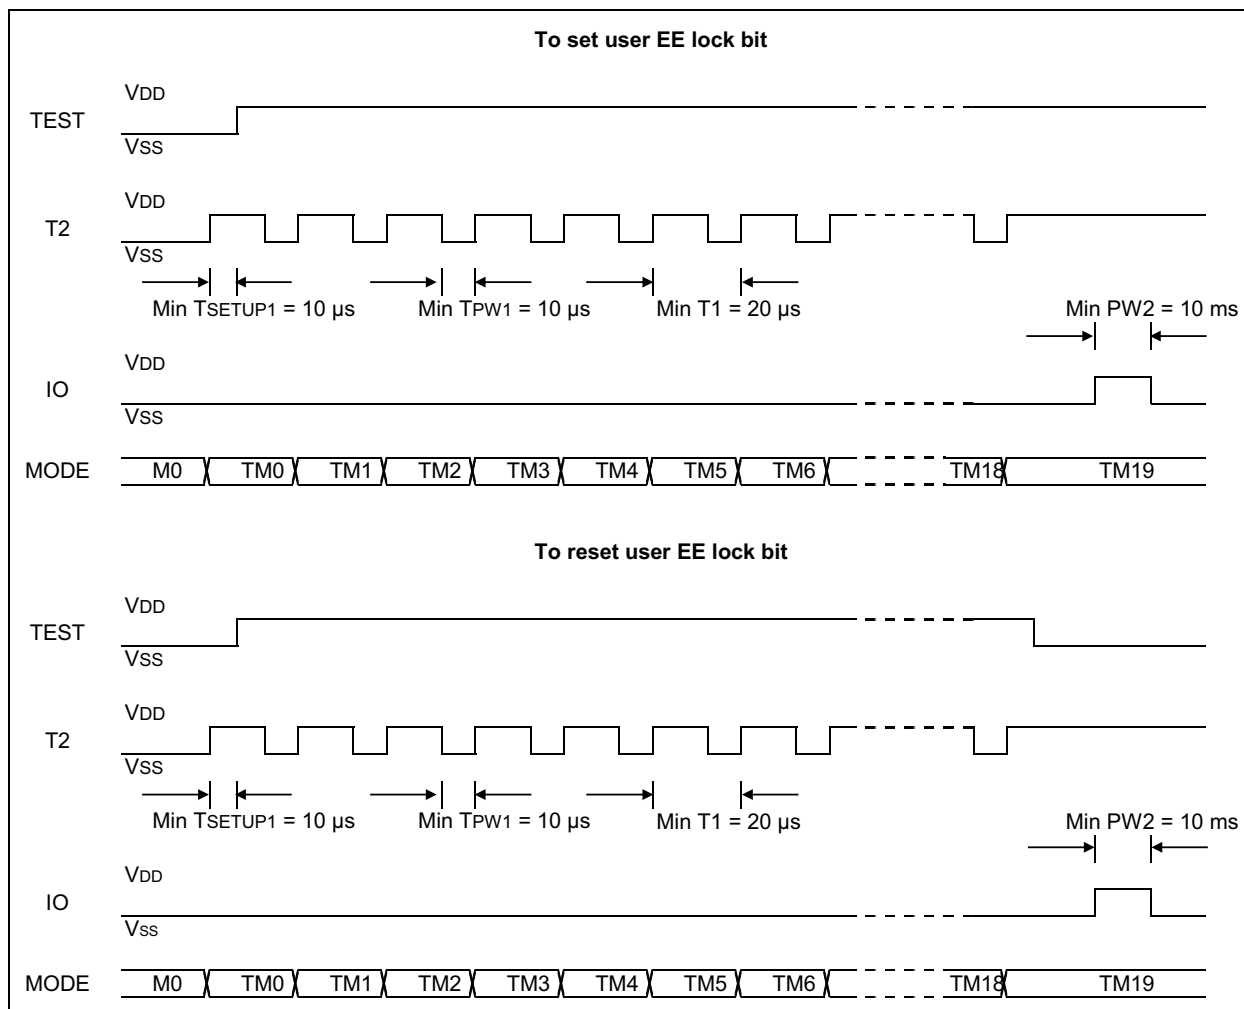 To set user EE lock bit
VDD
TEST
VSS
VDD
T2
VSS
Min TSETUP1 = 10 µs Min TPW1 = 10 µs Min T1 = 20 µs Min PW2 = 10 ms
VDD
IO
VSS
MODE M0 TM0 TM1 TM2 TM3 TM4 TM5 TM6 TM18 TM19
To reset user EE lock bit
VDD
TEST
VSS
VDD
T2
VSS
Min TSETUP1 = 10 µs Min TPW1 = 10 µs Min T1 = 20 µs Min PW2 = 10 ms
VDD
IO
VSS
MODE M0 TM0 TM1 TM2 TM3 TM4 TM5 TM6 TM18 TM19